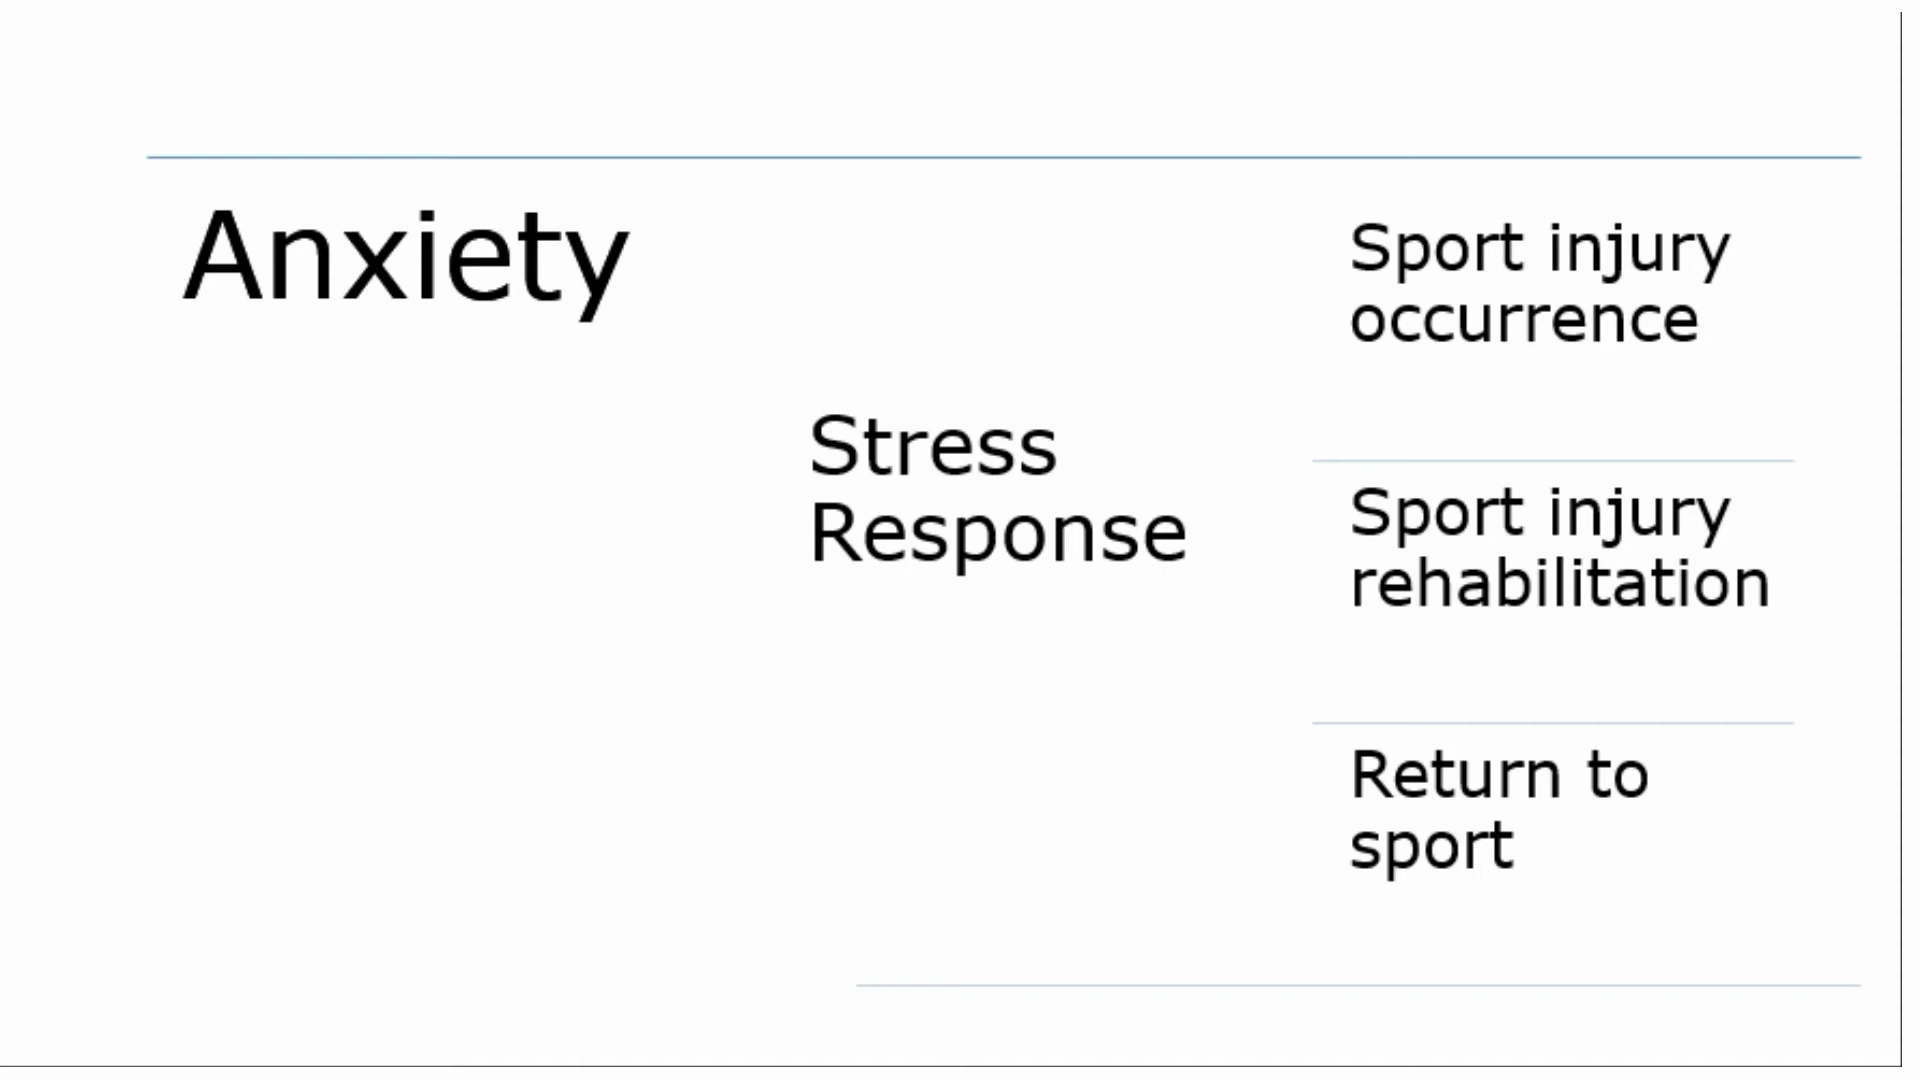 Anxiety
Stress
Response
Sport injury
occurrence
Sport injury
rehabilitation
Return to
sport